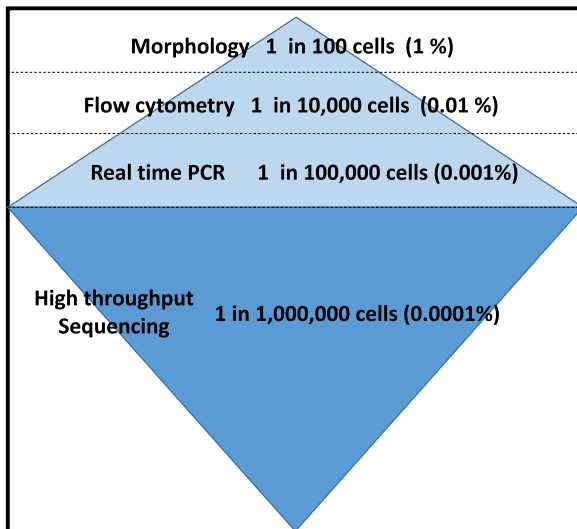 Morphology 1 in 100 cells (1 %)
Flow cytometry 1 in 10,000 cells (0.01 %)
Real time PCR 1 in 100,000 cells (0.001%)
High throughput
Sequencing 1 in 1,000,000 cells (0.0001%)